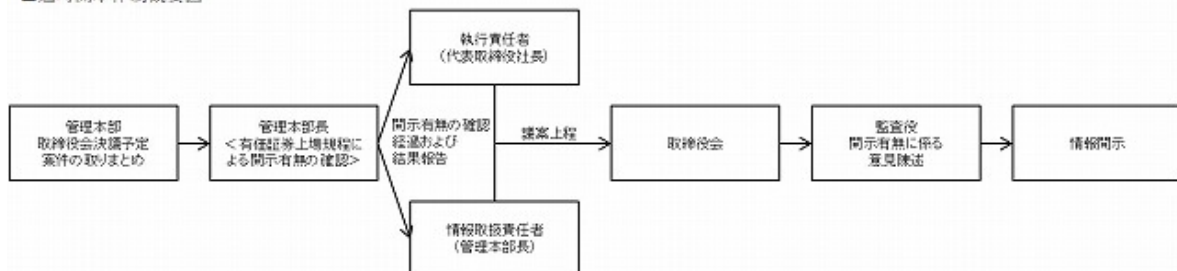 管理本部
取締役会決議予定
案件の取りまとめ
管理本部長
<有価証券上場規程に
よる開示有無の確認>
執行責任者
(代表取締役社長)
開示有無の確認
経過および
結果報告
情報取扱責任者
(管理本部長)
議案上程
取締役会
監査役
開示有無に係る
意見陳述
情報開示